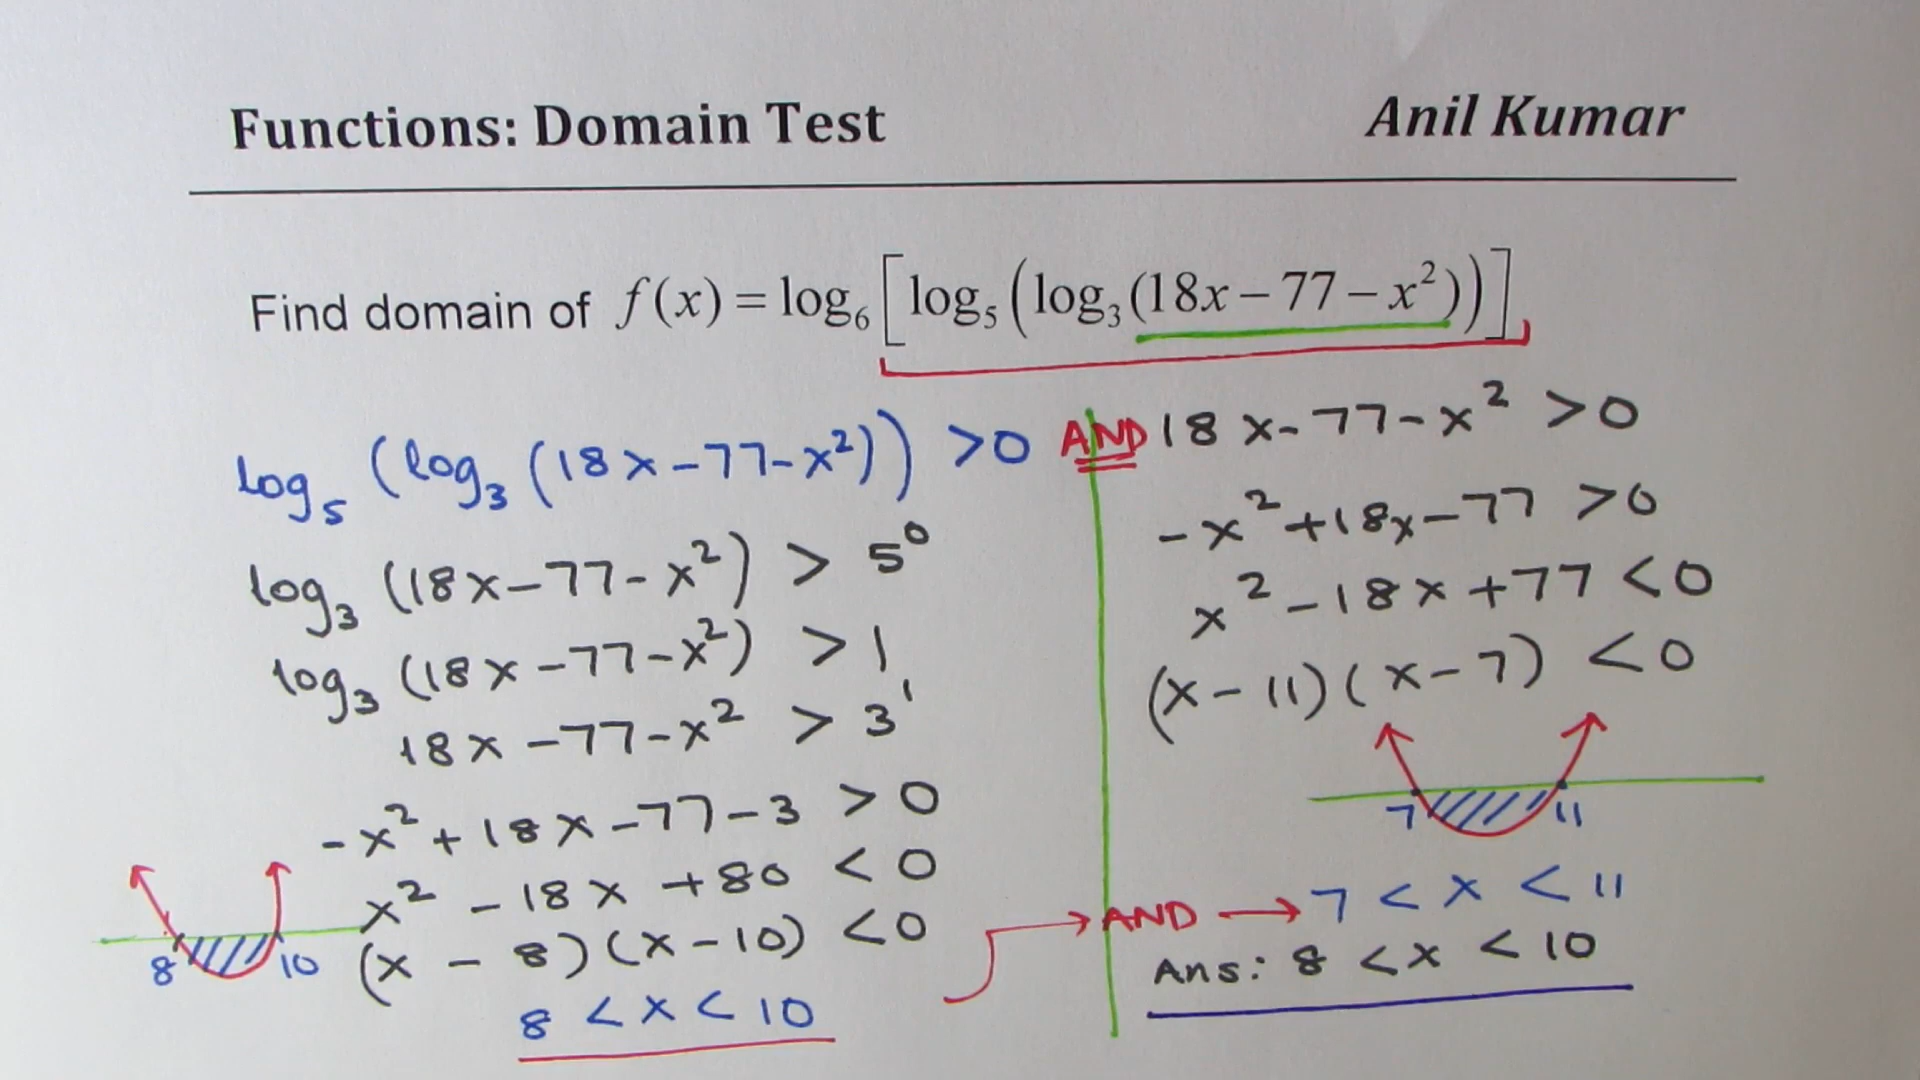 Functions: Domain Test
Anil Kumar
Find domain of f(x) = log₆[log₅(log₃(18x – 77 – x²))]
log₅ (log₃ (18x – 77 – x²)) > 0
log₃ (18x – 77 – x²) > 5⁰
log₃ (18x – 77 – x²) > 1
18x – 77 – x² > 3¹
– x² + 18x – 77 – 3 > 0
x² – 18x + 80 < 0
(x – 8)(x – 10) < 0
8 10
8 < x < 10
AND
18x – 77 – x² > 0
– x² + 18x – 77 > 0
x² – 18x + 77 < 0
(x – 11)(x – 7) < 0
7 11
AND → 7 < x < 11
Ans: 8 < x < 10